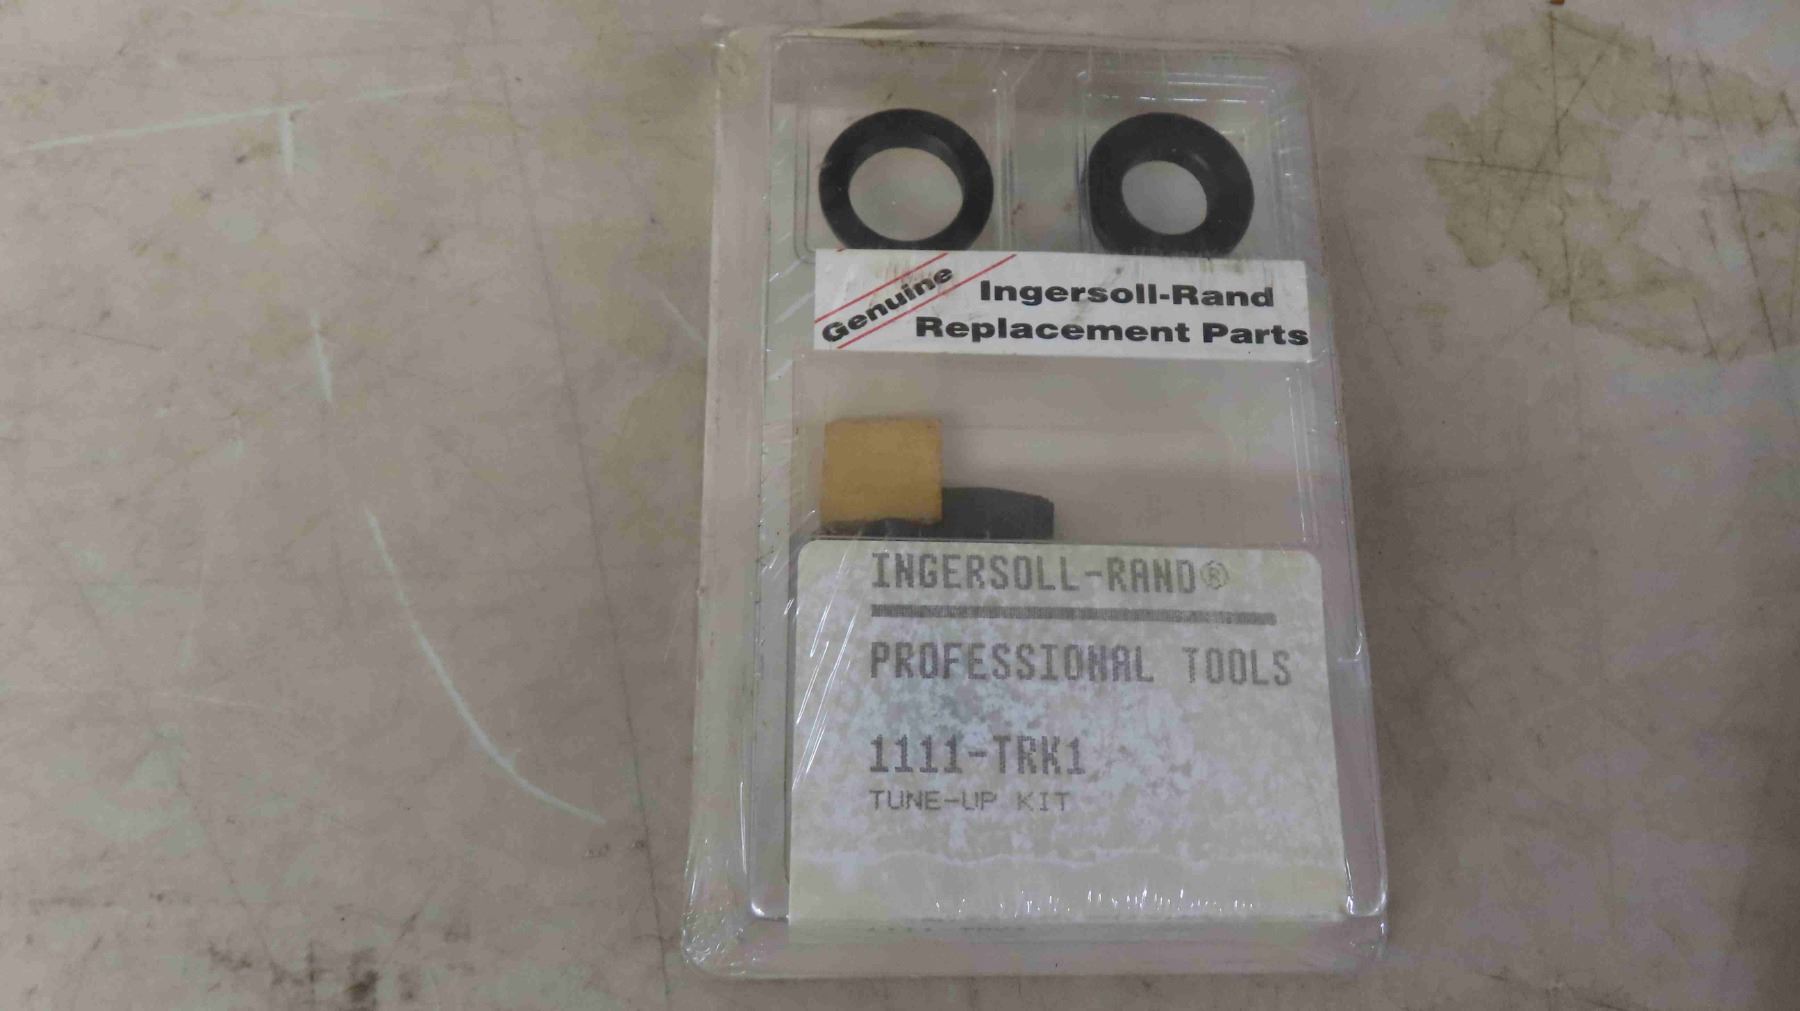 Genuine
Ingersoll-Rand
Replacement Parts
INGERSOLL-RAND®
PROFESSIONAL TOOLS
1111-TRK1
TUNE-UP KIT